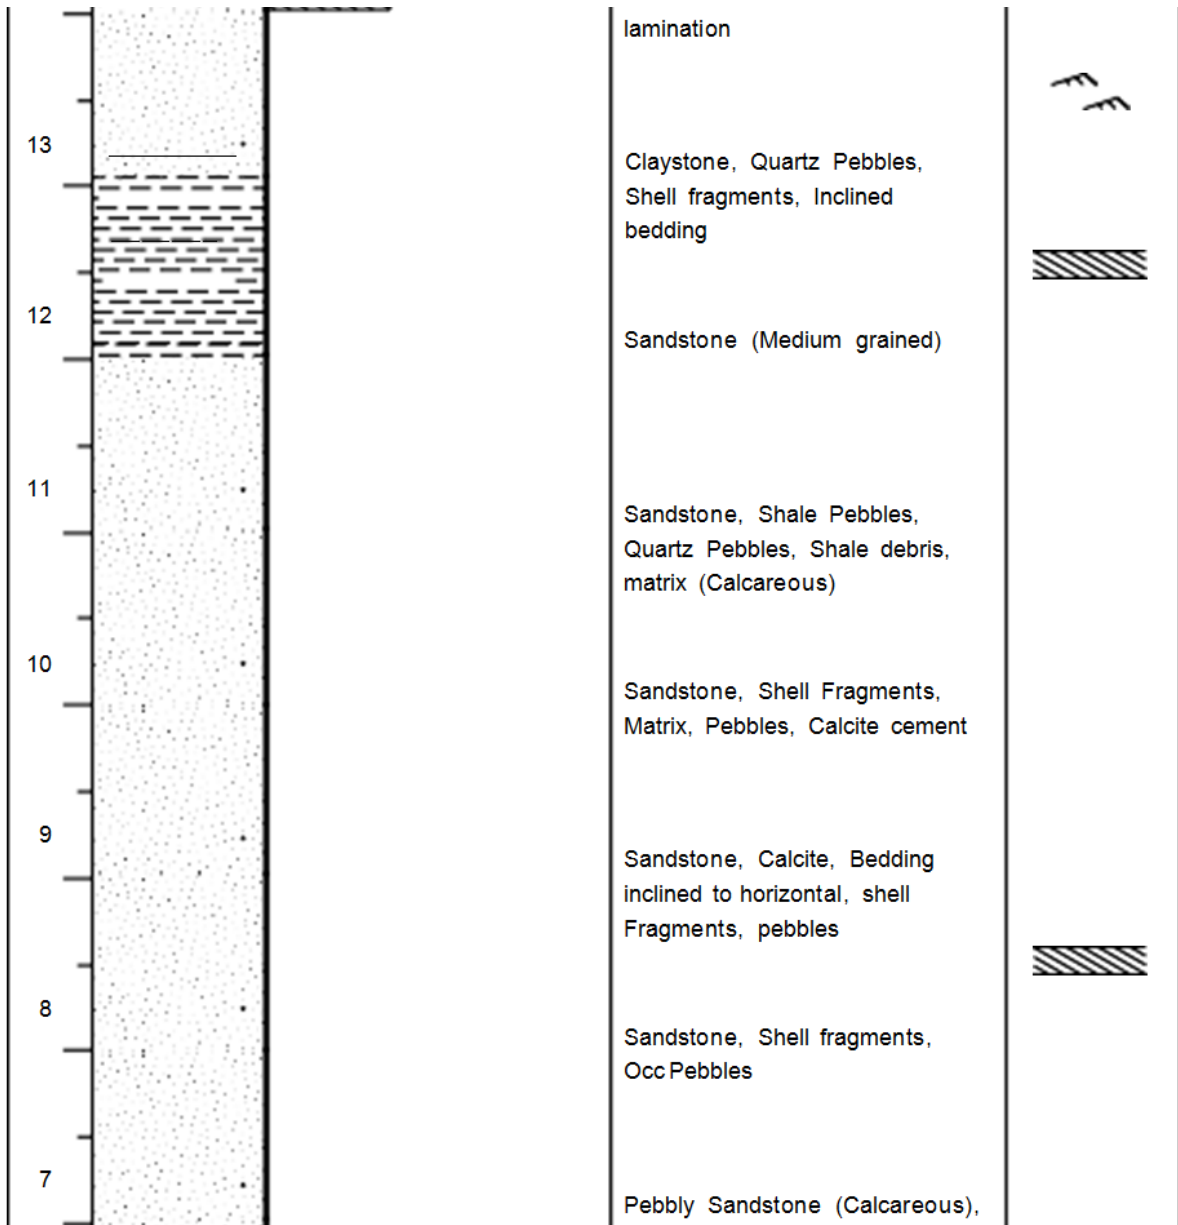 lamination
13
Claystone, Quartz Pebbles,
Shell fragments, Inclined
bedding
12
Sandstone (Medium grained)
11
Sandstone, Shale Pebbles,
Quartz Pebbles, Shale debris,
matrix (Calcareous)
10
Sandstone, Shell Fragments,
Matrix, Pebbles, Calcite cement
9
Sandstone, Calcite, Bedding
inclined to horizontal, shell
Fragments, pebbles
8
Sandstone, Shell fragments,
Occ Pebbles
7
Pebbly Sandstone (Calcareous),